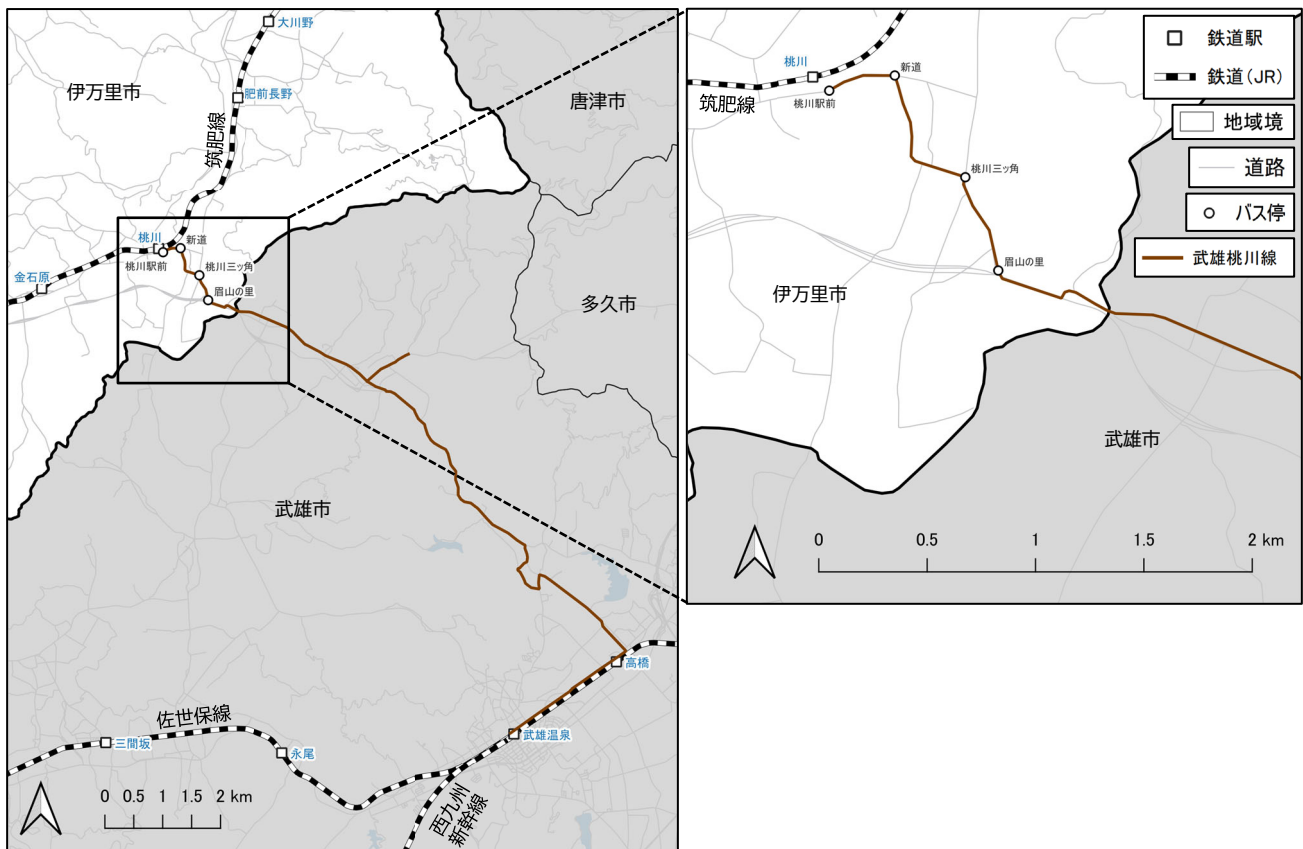 大川野
伊万里市
肥前長野
唐津市
筑肥線
桃川
新道
桃川駅前
桃川三ッ角
金石原
眉山の里
多久市
武雄市
高橋
佐世保線
三間坂
永尾
武雄温泉
西九州
新幹線
0 0.5 1 1.5 2 km
桃川
新道
筑肥線
桃川駅前
桃川三ッ角
眉山の里
伊万里市
武雄市
0 0.5 1 1.5 2 km
鉄道駅
鉄道(JR)
地域境
道路
バス停
武雄桃川線